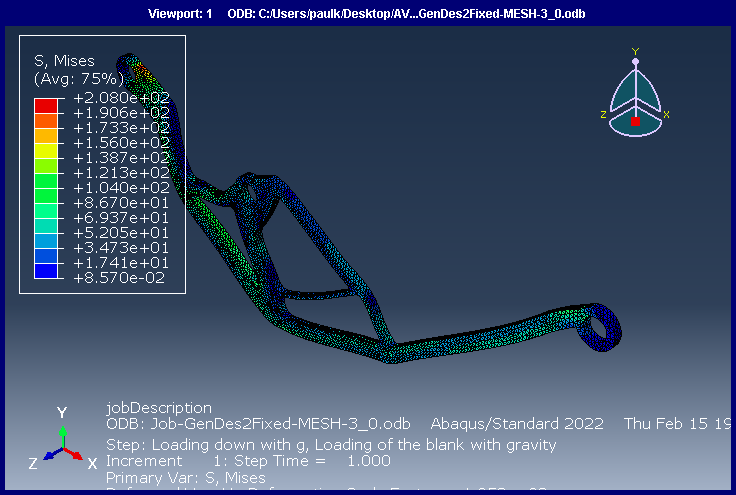 Viewport: 1 ODB: C:/Users/paulk/Desktop/AV...GenDes2Fixed-MESH-3_0.odb
S, Mises
(Avg: 75%)
+2.080e+02
+1.906e+02
+1.733e+02
+1.560e+02
+1.387e+02
+1.213e+02
+1.040e+02
+8.670e+01
+6.937e+01
+5.205e+01
+3.473e+01
+1.741e+01
+8.570e-02
Y
Z X
Y
Z X
jobDescription
ODB: Job-GenDes2Fixed-MESH-3_0.odb Abaqus/Standard 2022 Thu Feb 15 19
Step: Loading down with g, Loading of the blank with gravity
Increment 1: Step Time = 1.000
Primary Var: S, Mises